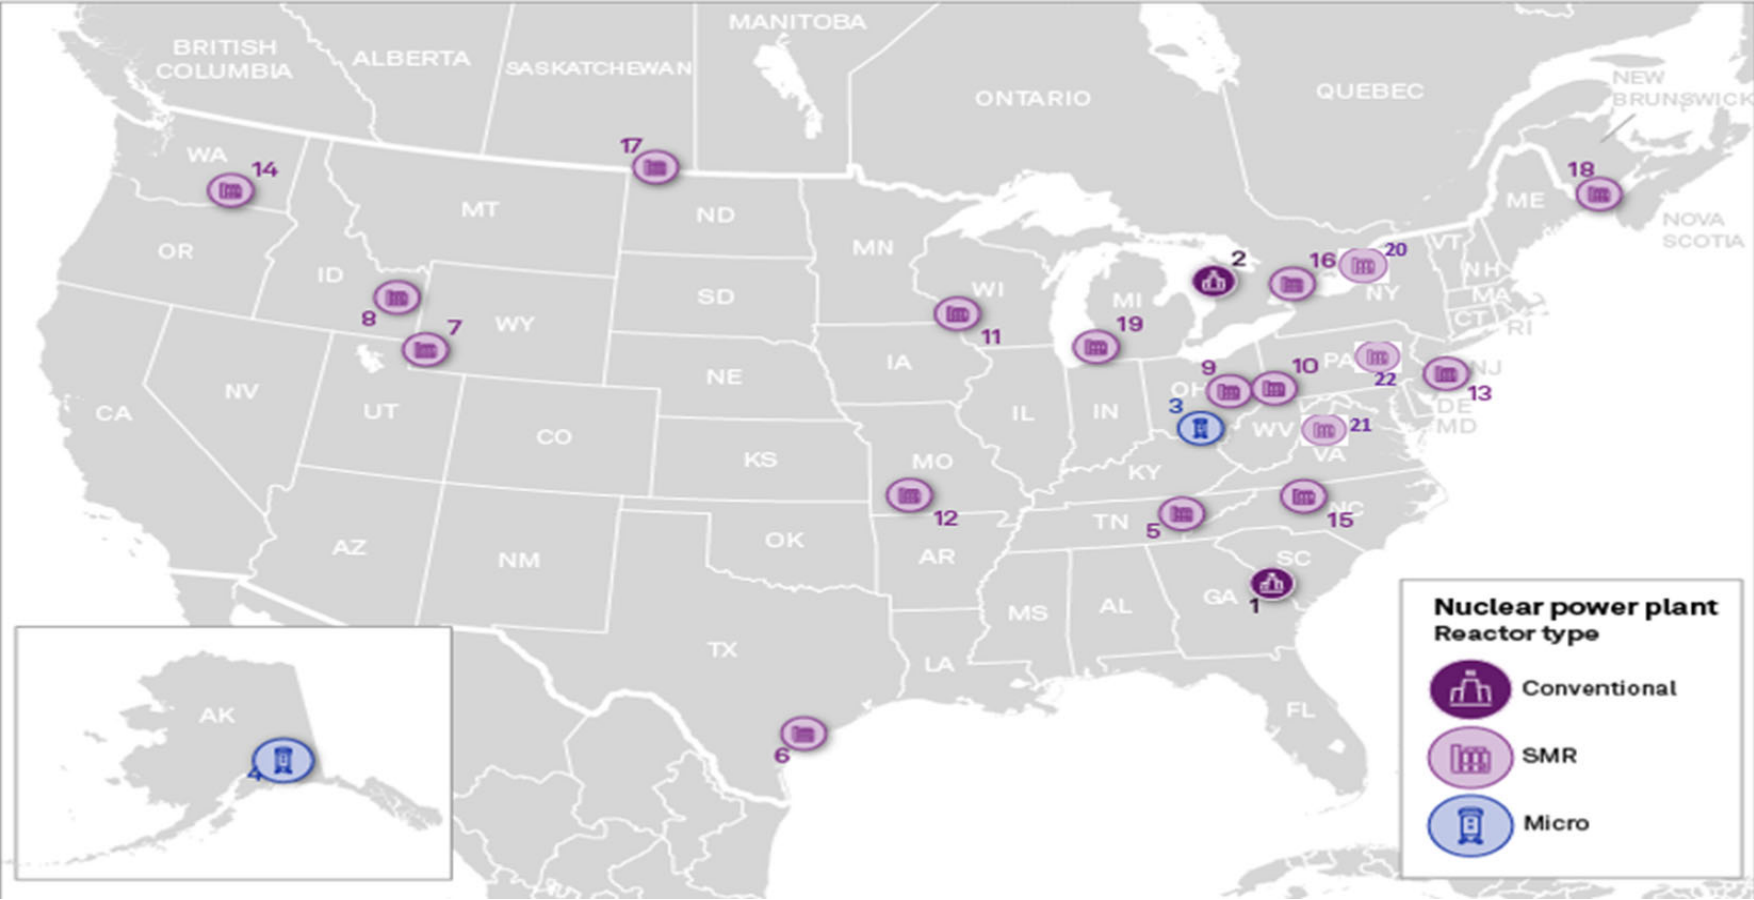 MANITOBA
BRITISH
COLUMBIA
ALBERTA
SASKATCHEWAN
ONTARIO
QUEBEC
NEW
BRUNSWICK
17
WA
14
18
ME
MT
ND
NOVA
SCOTIA
OR
MN
VT
20
2
16
ID
NH
WI
MI
NY
SD
MA
8
7
WY
CT
RI
11
19
IA
PA
NE
9
10
22
NJ
13
OH
NV
UT
CA
IL
IN
3
DE
MD
CO
WV
21
VA
KS
MO
KY
12
NC
15
TN
5
AZ
NM
OK
AR
SC
GA
1
MS
AL
TX
LA
FL
6
AK
4
Nuclear power plant
Reactor type
Conventional
SMR
Micro